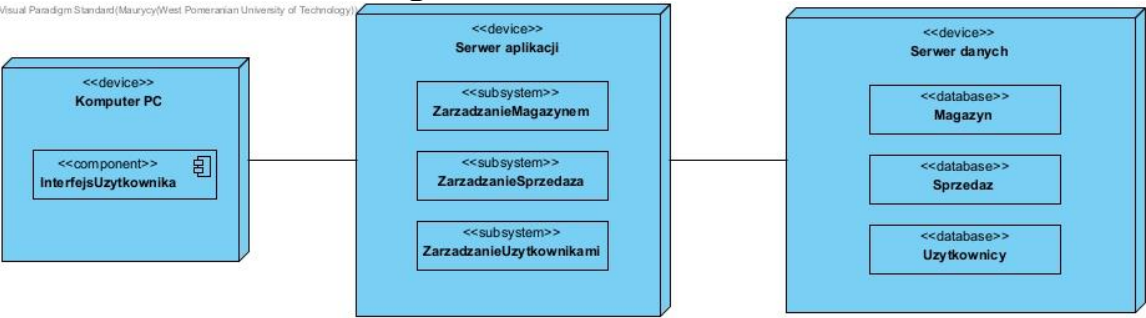 Visual Paradigm Standard(Maurycy(West Pomeranian University of Technology))
<<device>>
Komputer PC
<<component>>
InterfejsUzytkownika
<<device>>
Serwer aplikacji
<<subsystem>>
ZarzadzanieMagazynem
<<subsystem>>
ZarzadzanieSprzedaza
<<subsystem>>
ZarzadzanieUzytkownikami
<<device>>
Serwer danych
<<database>>
Magazyn
<<database>>
Sprzedaz
<<database>>
Uzytkownicy